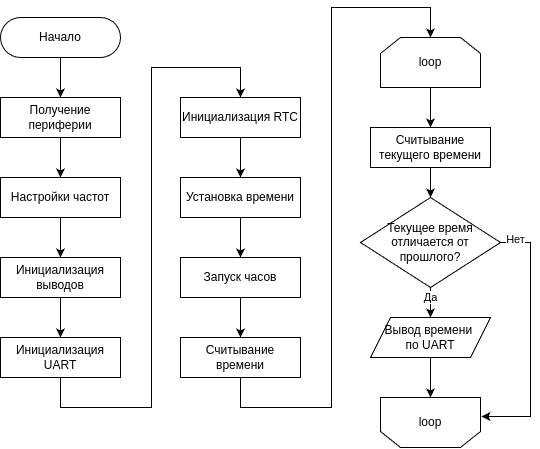 Начало
Получение
периферии
Настройки частот
Инициализация
выводов
Инициализация
UART
Инициализация RTC
Установка времени
Запуск часов
Считывание
времени
loop
Считывание
текущего времени
Текущее время
отличается от
прошлого?
Нет
Да
Вывод времени
по UART
loop